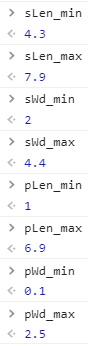 > sLen_min
<· 4.3
> sLen_max
<· 7.9
> sWd_min
<· 2
> sWd_max
<· 4.4
> pLen_min
<· 1
> pLen_max
<· 6.9
> pWd_min
<· 0.1
> pWd_max
<· 2.5